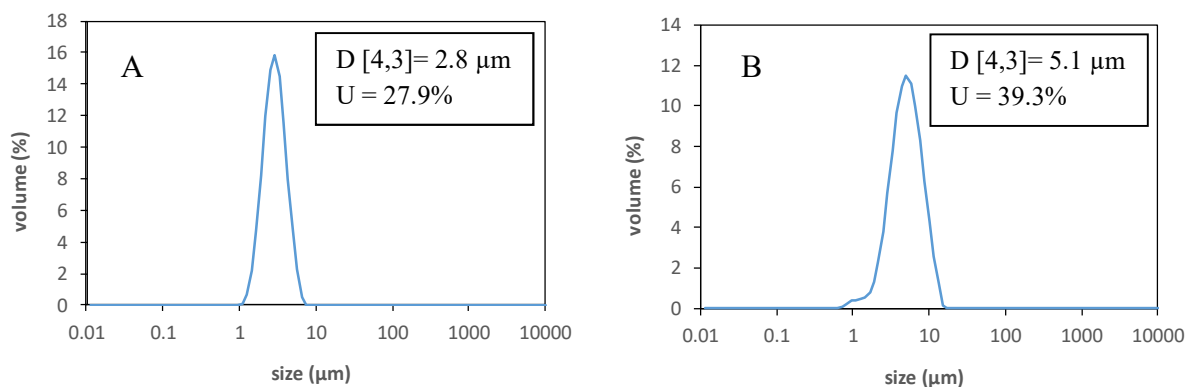 A
D [4,3]= 2.8 µm
U = 27.9%
volume (%)
18
16
14
12
10
8
6
4
2
0
0.01 0.1 1 10 100 1000 10000
size (µm)
B
D [4,3]= 5.1 µm
U = 39.3%
volume (%)
14
12
10
8
6
4
2
0
0.01 0.1 1 10 100 1000 10000
size (µm)